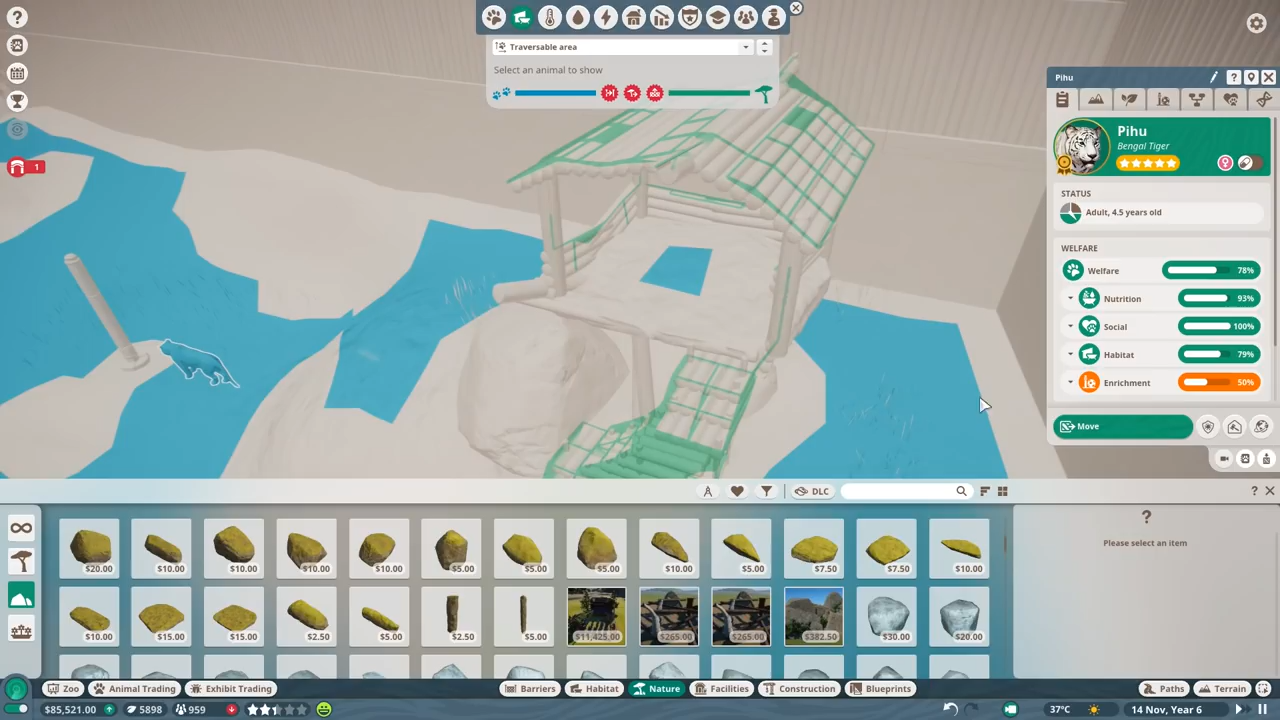 ?
Traversable area
Select an animal to show
1
Pihu
?
Pihu
Bengal Tiger
STATUS
Adult, 4.5 years old
WELFARE
Welfare 78%
Nutrition 93%
Social 100%
Habitat 79%
Enrichment 50%
Move
DLC
?
$20.00 $10.00 $10.00 $10.00 $10.00 $5.00 $5.00 $5.00 $10.00 $5.00 $7.50 $7.50 $10.00
?
Please select an item
$10.00 $15.00 $15.00 $2.50 $5.00 $2.50 $5.00 $11,425.00 $265.00 $265.00 $382.50 $30.00 $20.00
Zoo Animal Trading Exhibit Trading Barriers Habitat Nature Facilities Construction Blueprints Paths Terrain
$85,521.00 5898 959 37°C 14 Nov, Year 6